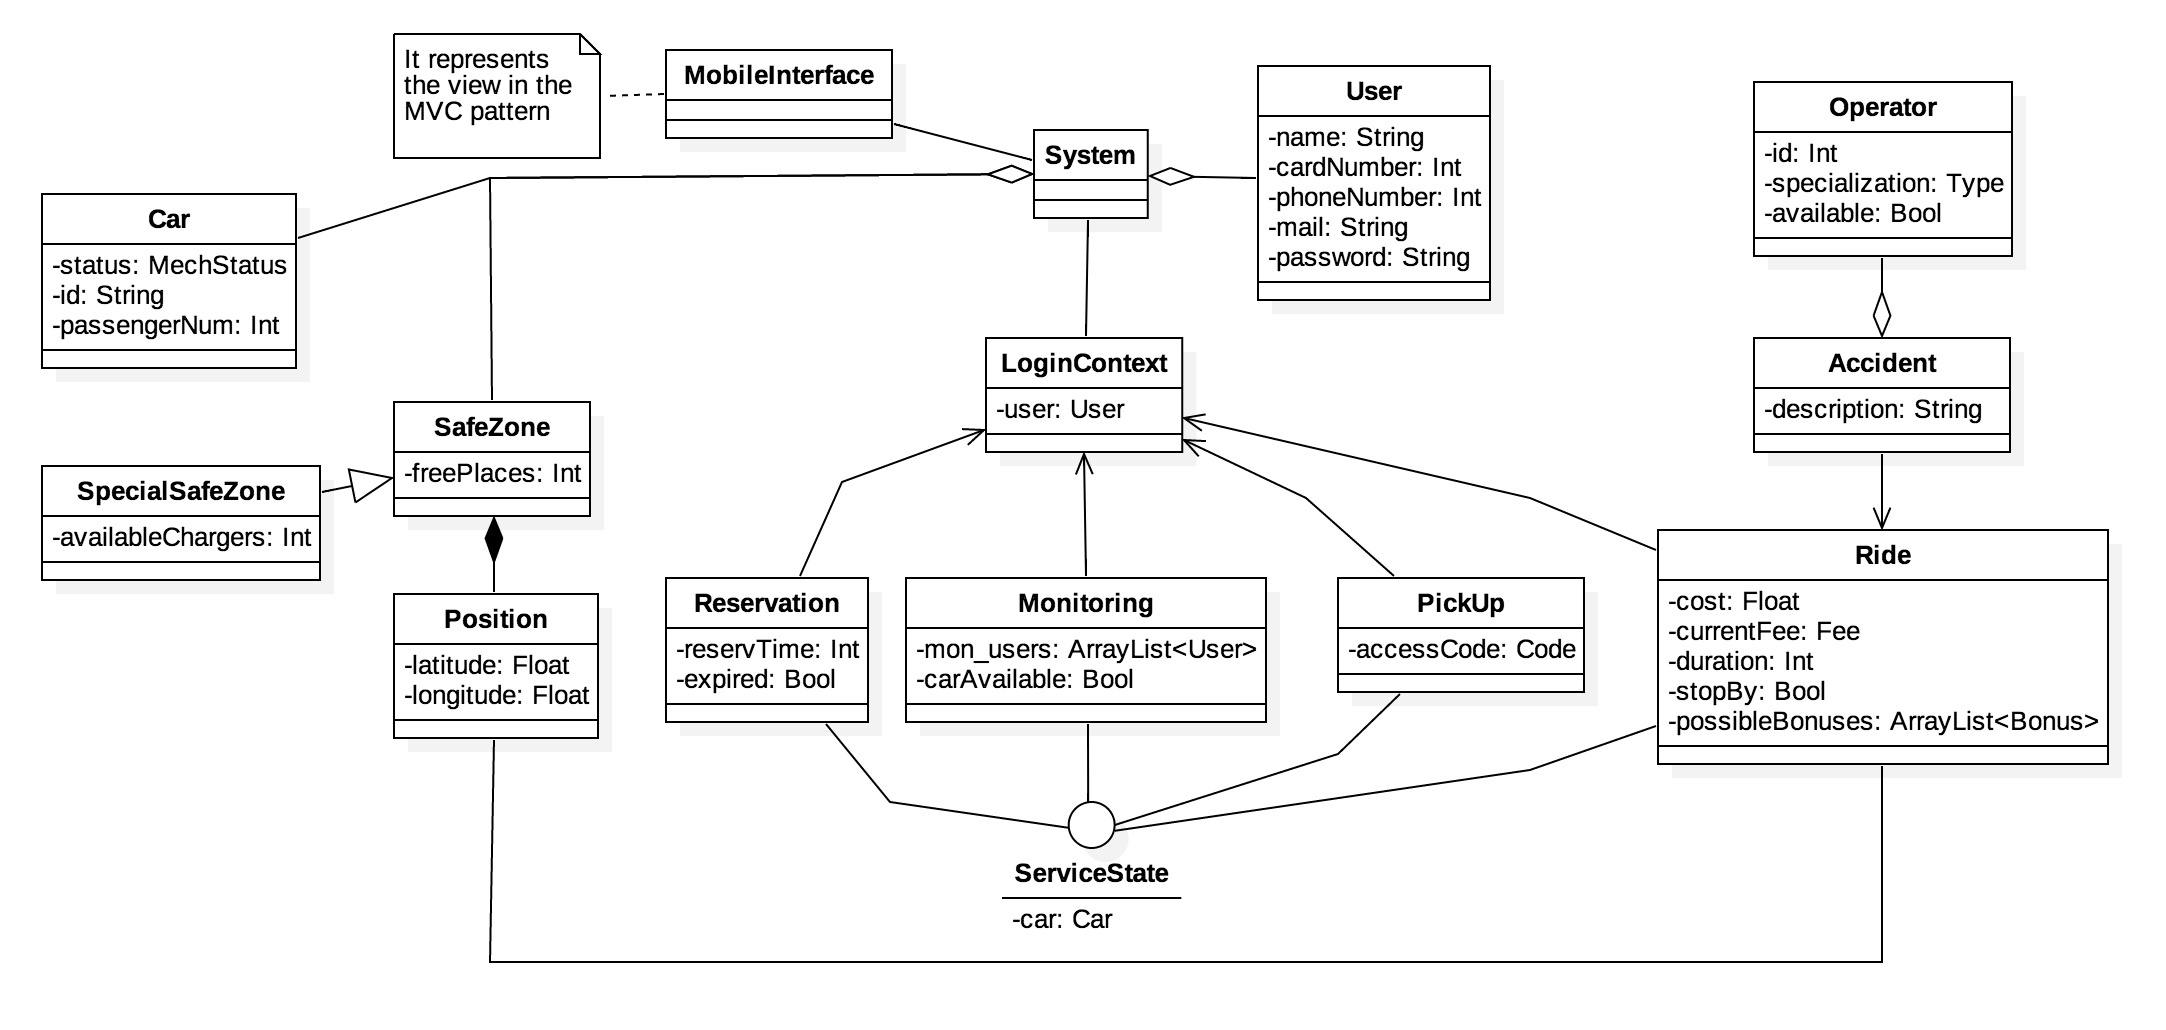 It represents
the view in the
MVC pattern
MobileInterface
System
User
-name: String
-cardNumber: Int
-phoneNumber: Int
-mail: String
-password: String
Operator
-id: Int
-specialization: Type
-available: Bool
Car
-status: MechStatus
-id: String
-passengerNum: Int
SafeZone
-freePlaces: Int
LoginContext
-user: User
Accident
-description: String
SpecialSafeZone
-availableChargers: Int
Position
-latitude: Float
-longitude: Float
Reservation
-reservTime: Int
-expired: Bool
Monitoring
-mon_users: ArrayList<User>
-carAvailable: Bool
PickUp
-accessCode: Code
Ride
-cost: Float
-currentFee: Fee
-duration: Int
-stopBy: Bool
-possibleBonuses: ArrayList<Bonus>
ServiceState
-car: Car